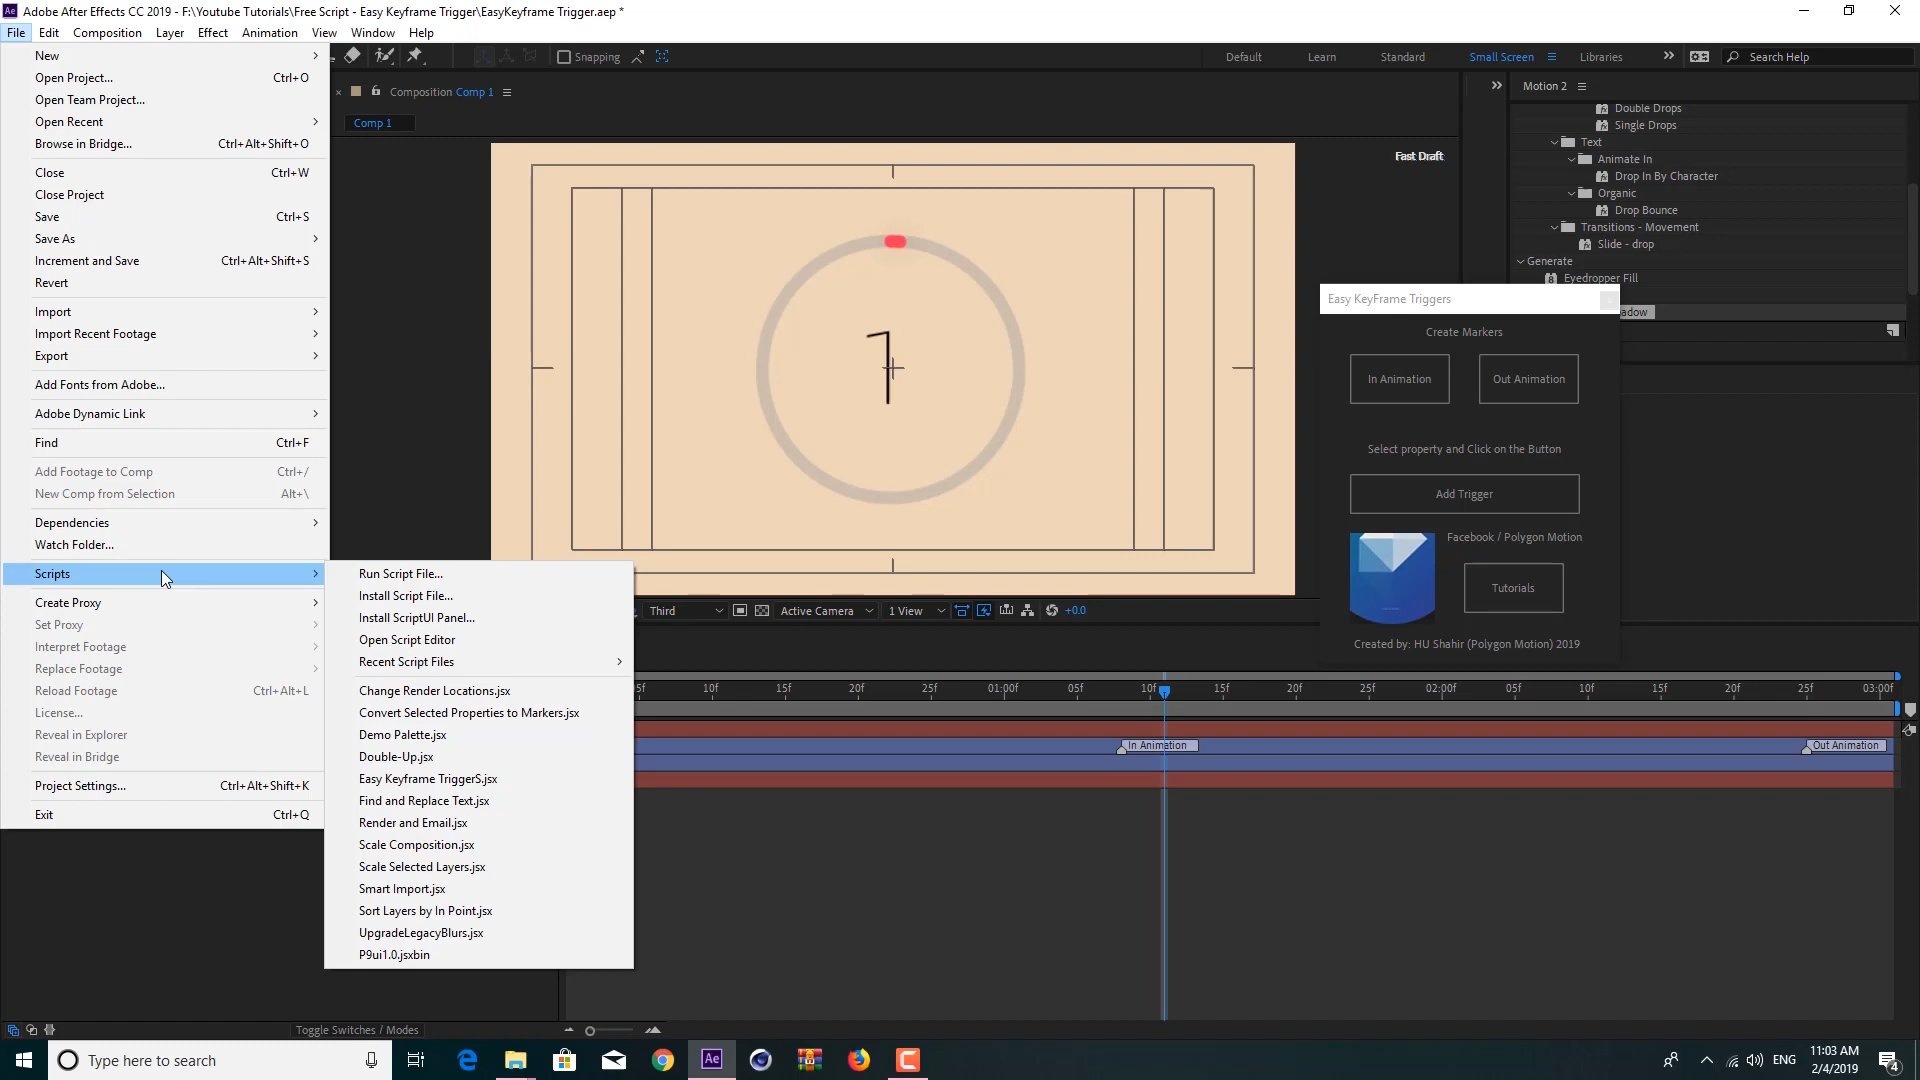 Adobe After Effects CC 2019 - F:\Youtube Tutorials\Free Script - Easy Keyframe Trigger\EasyKeyframe Trigger.aep *
File Edit Composition Layer Effect Animation View Window Help
Snapping
Default Learn Standard Small Screen Libraries Search Help
New
Open Project... Ctrl+O
Open Team Project...
Open Recent
Browse in Bridge... Ctrl+Alt+Shift+O
Close Ctrl+W
Close Project
Save Ctrl+S
Save As
Increment and Save Ctrl+Alt+Shift+S
Revert
Import
Import Recent Footage
Export
Add Fonts from Adobe...
Adobe Dynamic Link
Find Ctrl+F
Add Footage to Comp Ctrl+/
New Comp from Selection Alt+\
Dependencies
Watch Folder...
Scripts
Create Proxy
Set Proxy
Interpret Footage
Replace Footage
Reload Footage Ctrl+Alt+L
License...
Reveal in Explorer
Reveal in Bridge
Project Settings... Ctrl+Alt+Shift+K
Exit Ctrl+Q
Run Script File...
Install Script File...
Install ScriptUI Panel...
Open Script Editor
Recent Script Files
Change Render Locations.jsx
Convert Selected Properties to Markers.jsx
Demo Palette.jsx
Double-Up.jsx
Easy Keyframe TriggerS.jsx
Find and Replace Text.jsx
Render and Email.jsx
Scale Composition.jsx
Scale Selected Layers.jsx
Smart Import.jsx
Sort Layers by In Point.jsx
UpgradeLegacyBlurs.jsx
P9ui1.0.jsxbin
Composition Comp 1
Comp 1
Fast Draft
1
Third Active Camera 1 View +0.0
Motion 2
Double Drops
Single Drops
Text
Animate In
Drop In By Character
Organic
Drop Bounce
Transitions - Movement
Slide - drop
Generate
Eyedropper Fill
adow
Easy KeyFrame Triggers
Create Markers
In Animation Out Animation
Select property and Click on the Button
Add Trigger
Facebook / Polygon Motion
Tutorials
Created by: HU Shahir (Polygon Motion) 2019
5f 10f 15f 20f 25f 01:00f 05f 10f 15f 20f 25f 02:00f 05f 10f 15f 20f 25f 03:00f
In Animation Out Animation
Toggle Switches / Modes
Type here to search
Ae
ENG
11:03 AM
2/4/2019
4